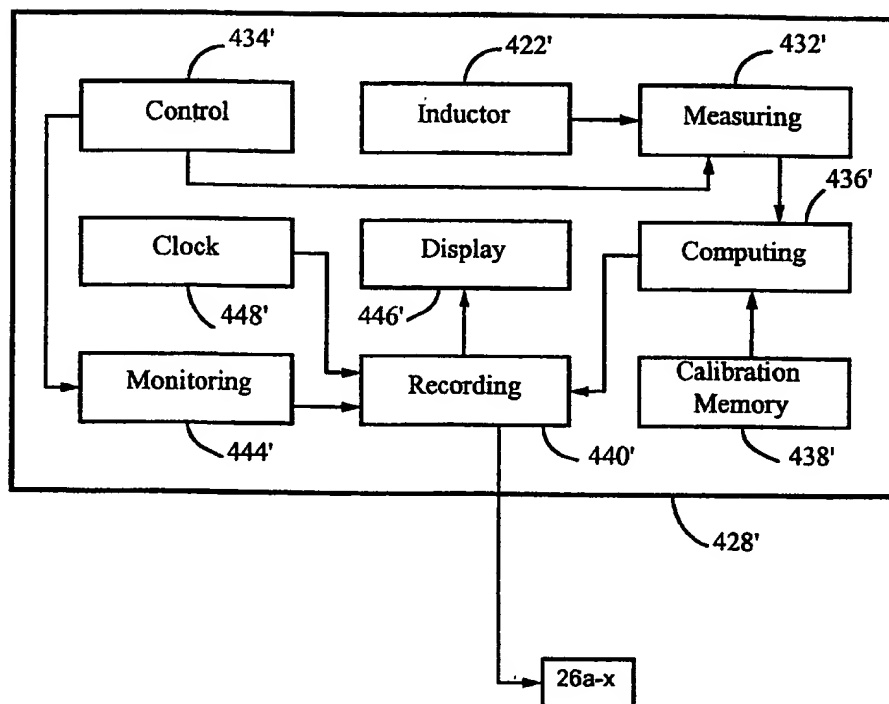 434'
422'
432'
Control
Inductor
Measuring
436'
Clock
Display
Computing
448'
446'
Monitoring
Recording
Calibration
Memory
444'
440'
438'
428'
26a-x